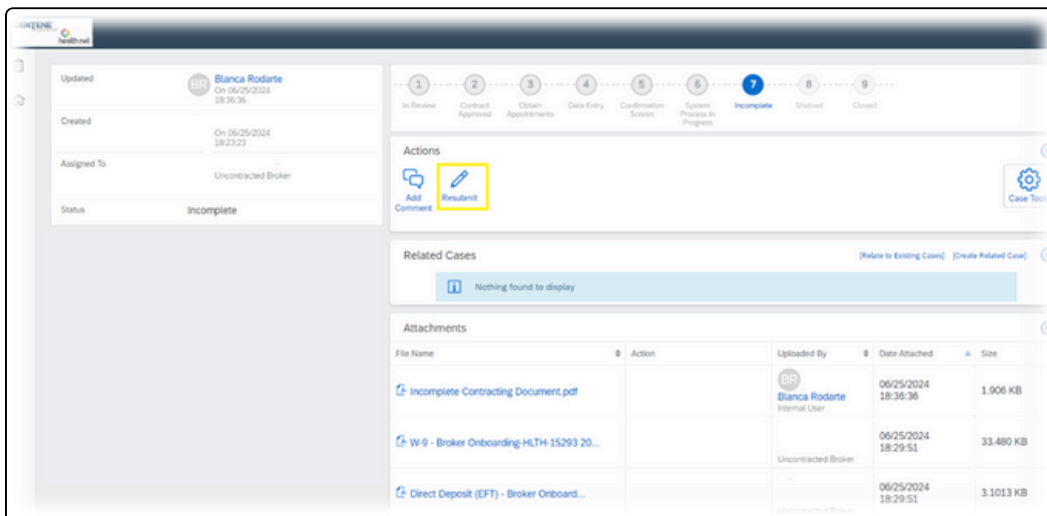 CENTENE
health net
Updated
BR
Blanca Rodarte
On 06/25/2024
18:36:36
Created
On 06/25/2024
18:23:23
Assigned To
Uncontracted Broker
Status
Incomplete
1
2
3
4
5
6
7
8
9
In Review
Contract
Approved
Obtain
Appointments
Data Entry
Confirmation
Screen
System
Process In
Progress
Incomplete
Shelved
Closed
Actions
Add
Comment
Resubmit
Case Tool
Related Cases
[Relate to Existing Cases] [Create Related Case]
Nothing found to display
Attachments
File Name
Action
Uploaded By
Date Attached
Size
Incomplete Contracting Document.pdf
BR
Blanca Rodarte
Internal User
06/25/2024
18:36:36
1.906 KB
W-9 - Broker Onboarding-HLTH-15293 20...
Uncontracted Broker
06/25/2024
18:29:51
33.480 KB
Direct Deposit (EFT) - Broker Onboard...
Uncontracted Broker
06/25/2024
18:29:51
3.1013 KB